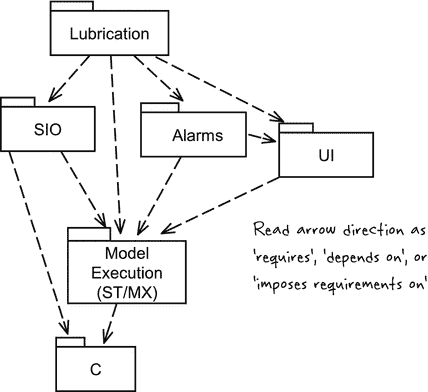 Lubrication
SIO
Alarms
UI
Model
Execution
(ST/MX)
C
Read arrow direction as
'requires', 'depends on', or
'imposes requirements on'